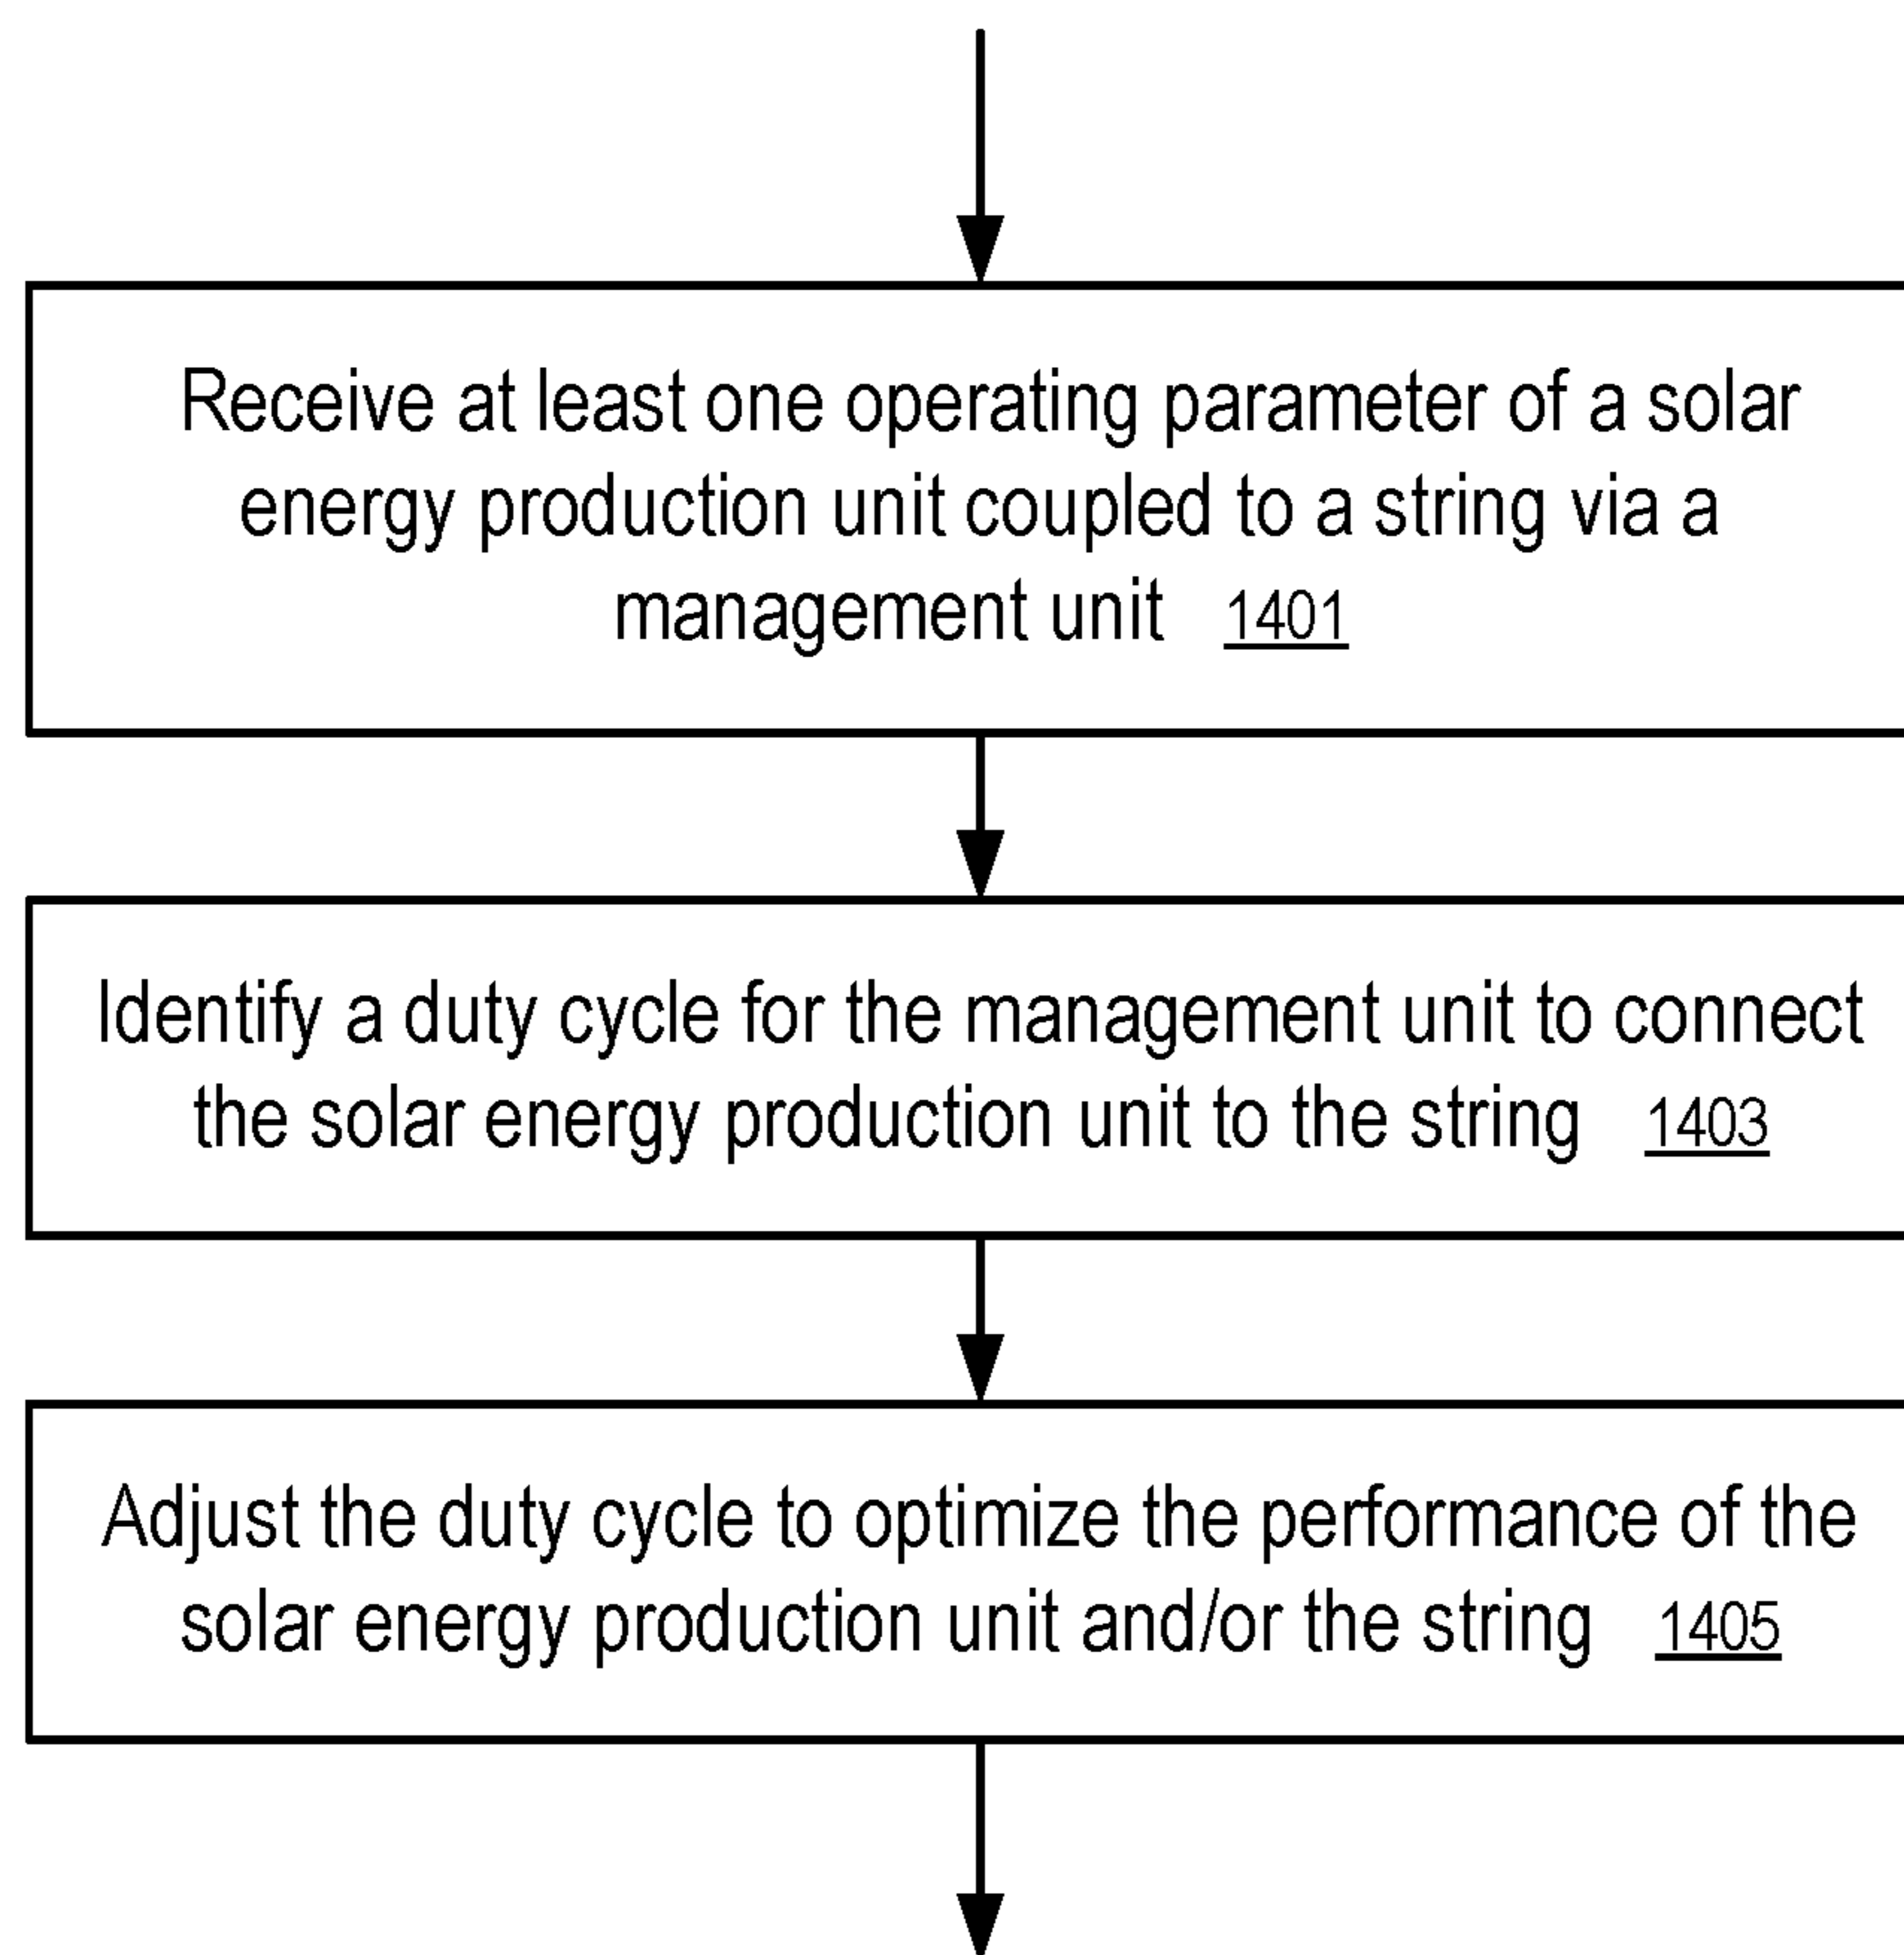 Receive at least one operating parameter of a solar
energy production unit coupled to a string via a
management unit 1401
Identify a duty cycle for the management unit to connect
the solar energy production unit to the string 1403
Adjust the duty cycle to optimize the performance of the
solar energy production unit and/or the string 1405